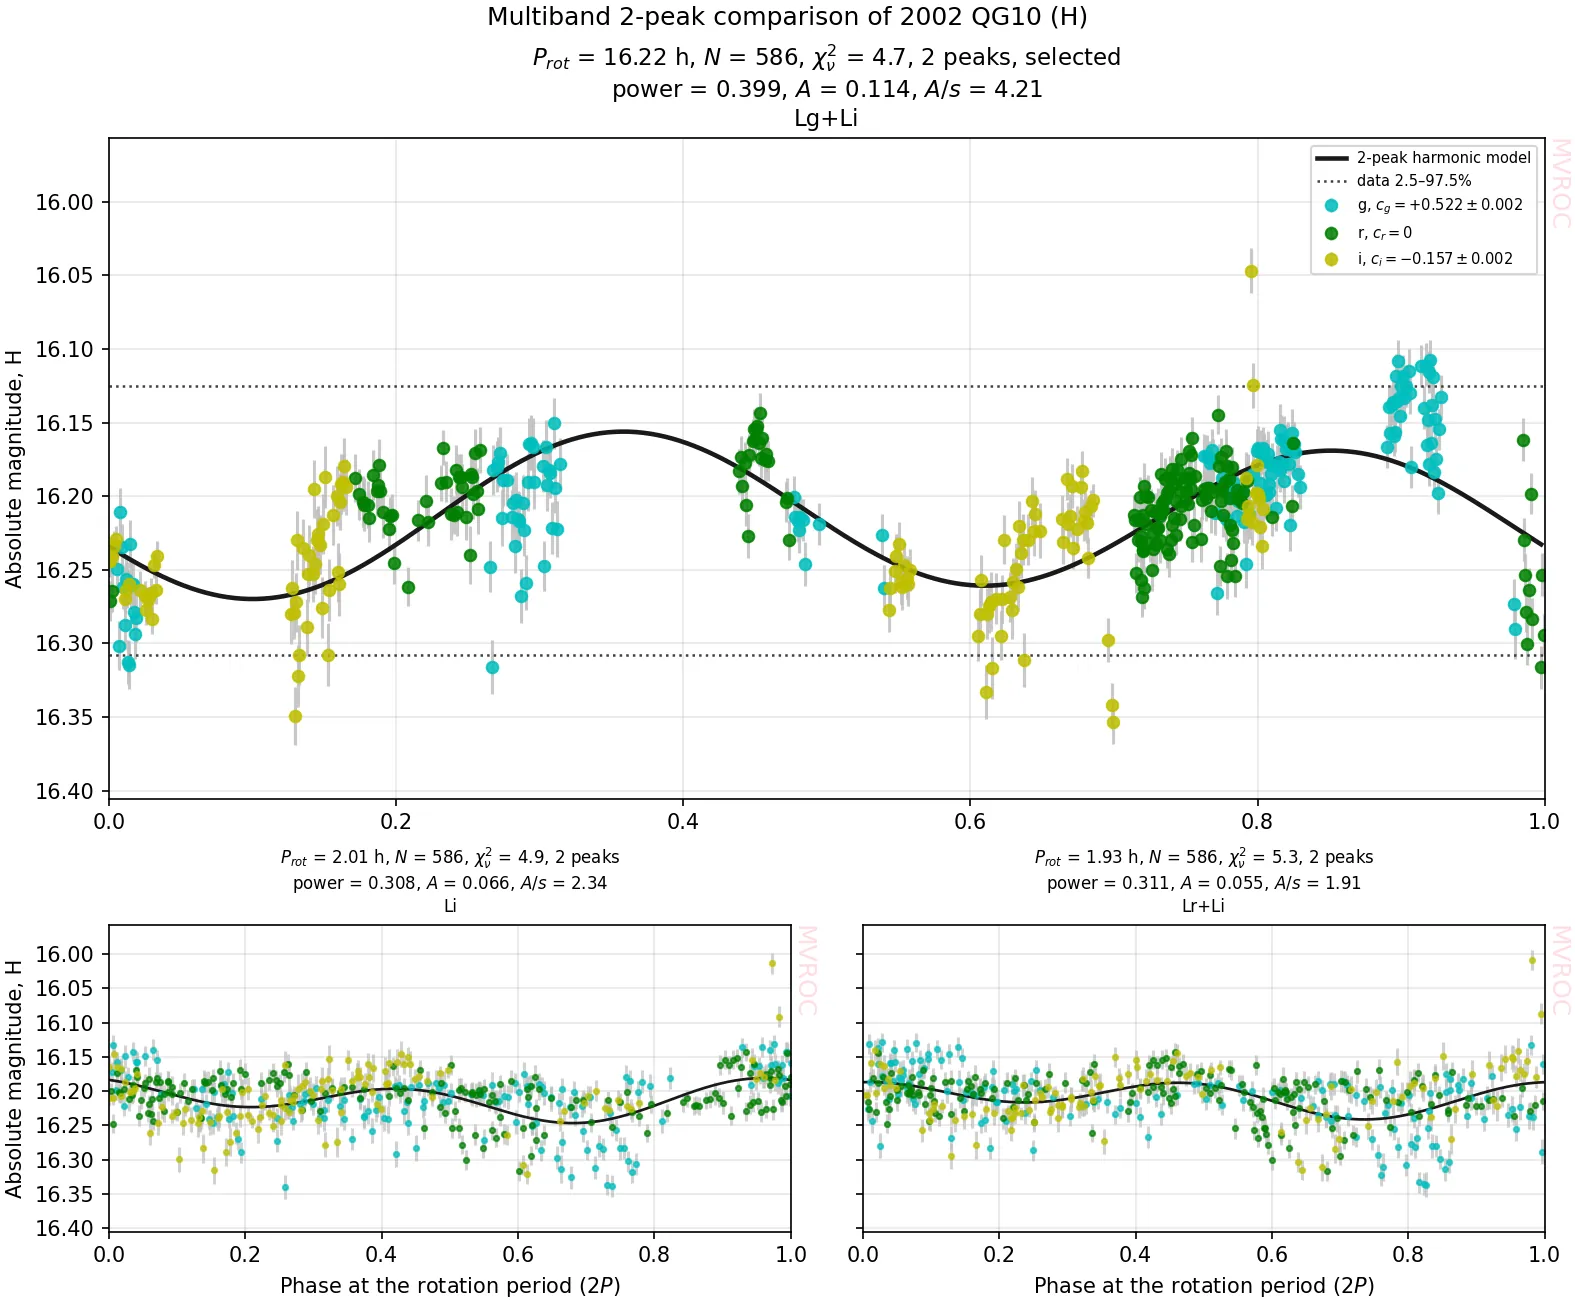 Multiband 2-peak comparison of 2002 QG10 (H)
P_rot = 16.22 h, N = 586, χ²_ν = 4.7, 2 peaks, selected
power = 0.399, A = 0.114, A/s = 4.21
Lg+Li
MVROC
2-peak harmonic model
data 2.5–97.5%
g, c_g = +0.522 ± 0.002
r, c_r = 0
i, c_i = −0.157 ± 0.002
Absolute magnitude, H
16.00
16.05
16.10
16.15
16.20
16.25
16.30
16.35
16.40
0.0 0.2 0.4 0.6 0.8 1.0
P_rot = 2.01 h, N = 586, χ²_ν = 4.9, 2 peaks
power = 0.308, A = 0.066, A/s = 2.34
Li
MVROC
Absolute magnitude, H
16.00
16.05
16.10
16.15
16.20
16.25
16.30
16.35
16.40
0.0 0.2 0.4 0.6 0.8 1.0
Phase at the rotation period (2P)
P_rot = 1.93 h, N = 586, χ²_ν = 5.3, 2 peaks
power = 0.311, A = 0.055, A/s = 1.91
Lr+Li
MVROC
0.0 0.2 0.4 0.6 0.8 1.0
Phase at the rotation period (2P)